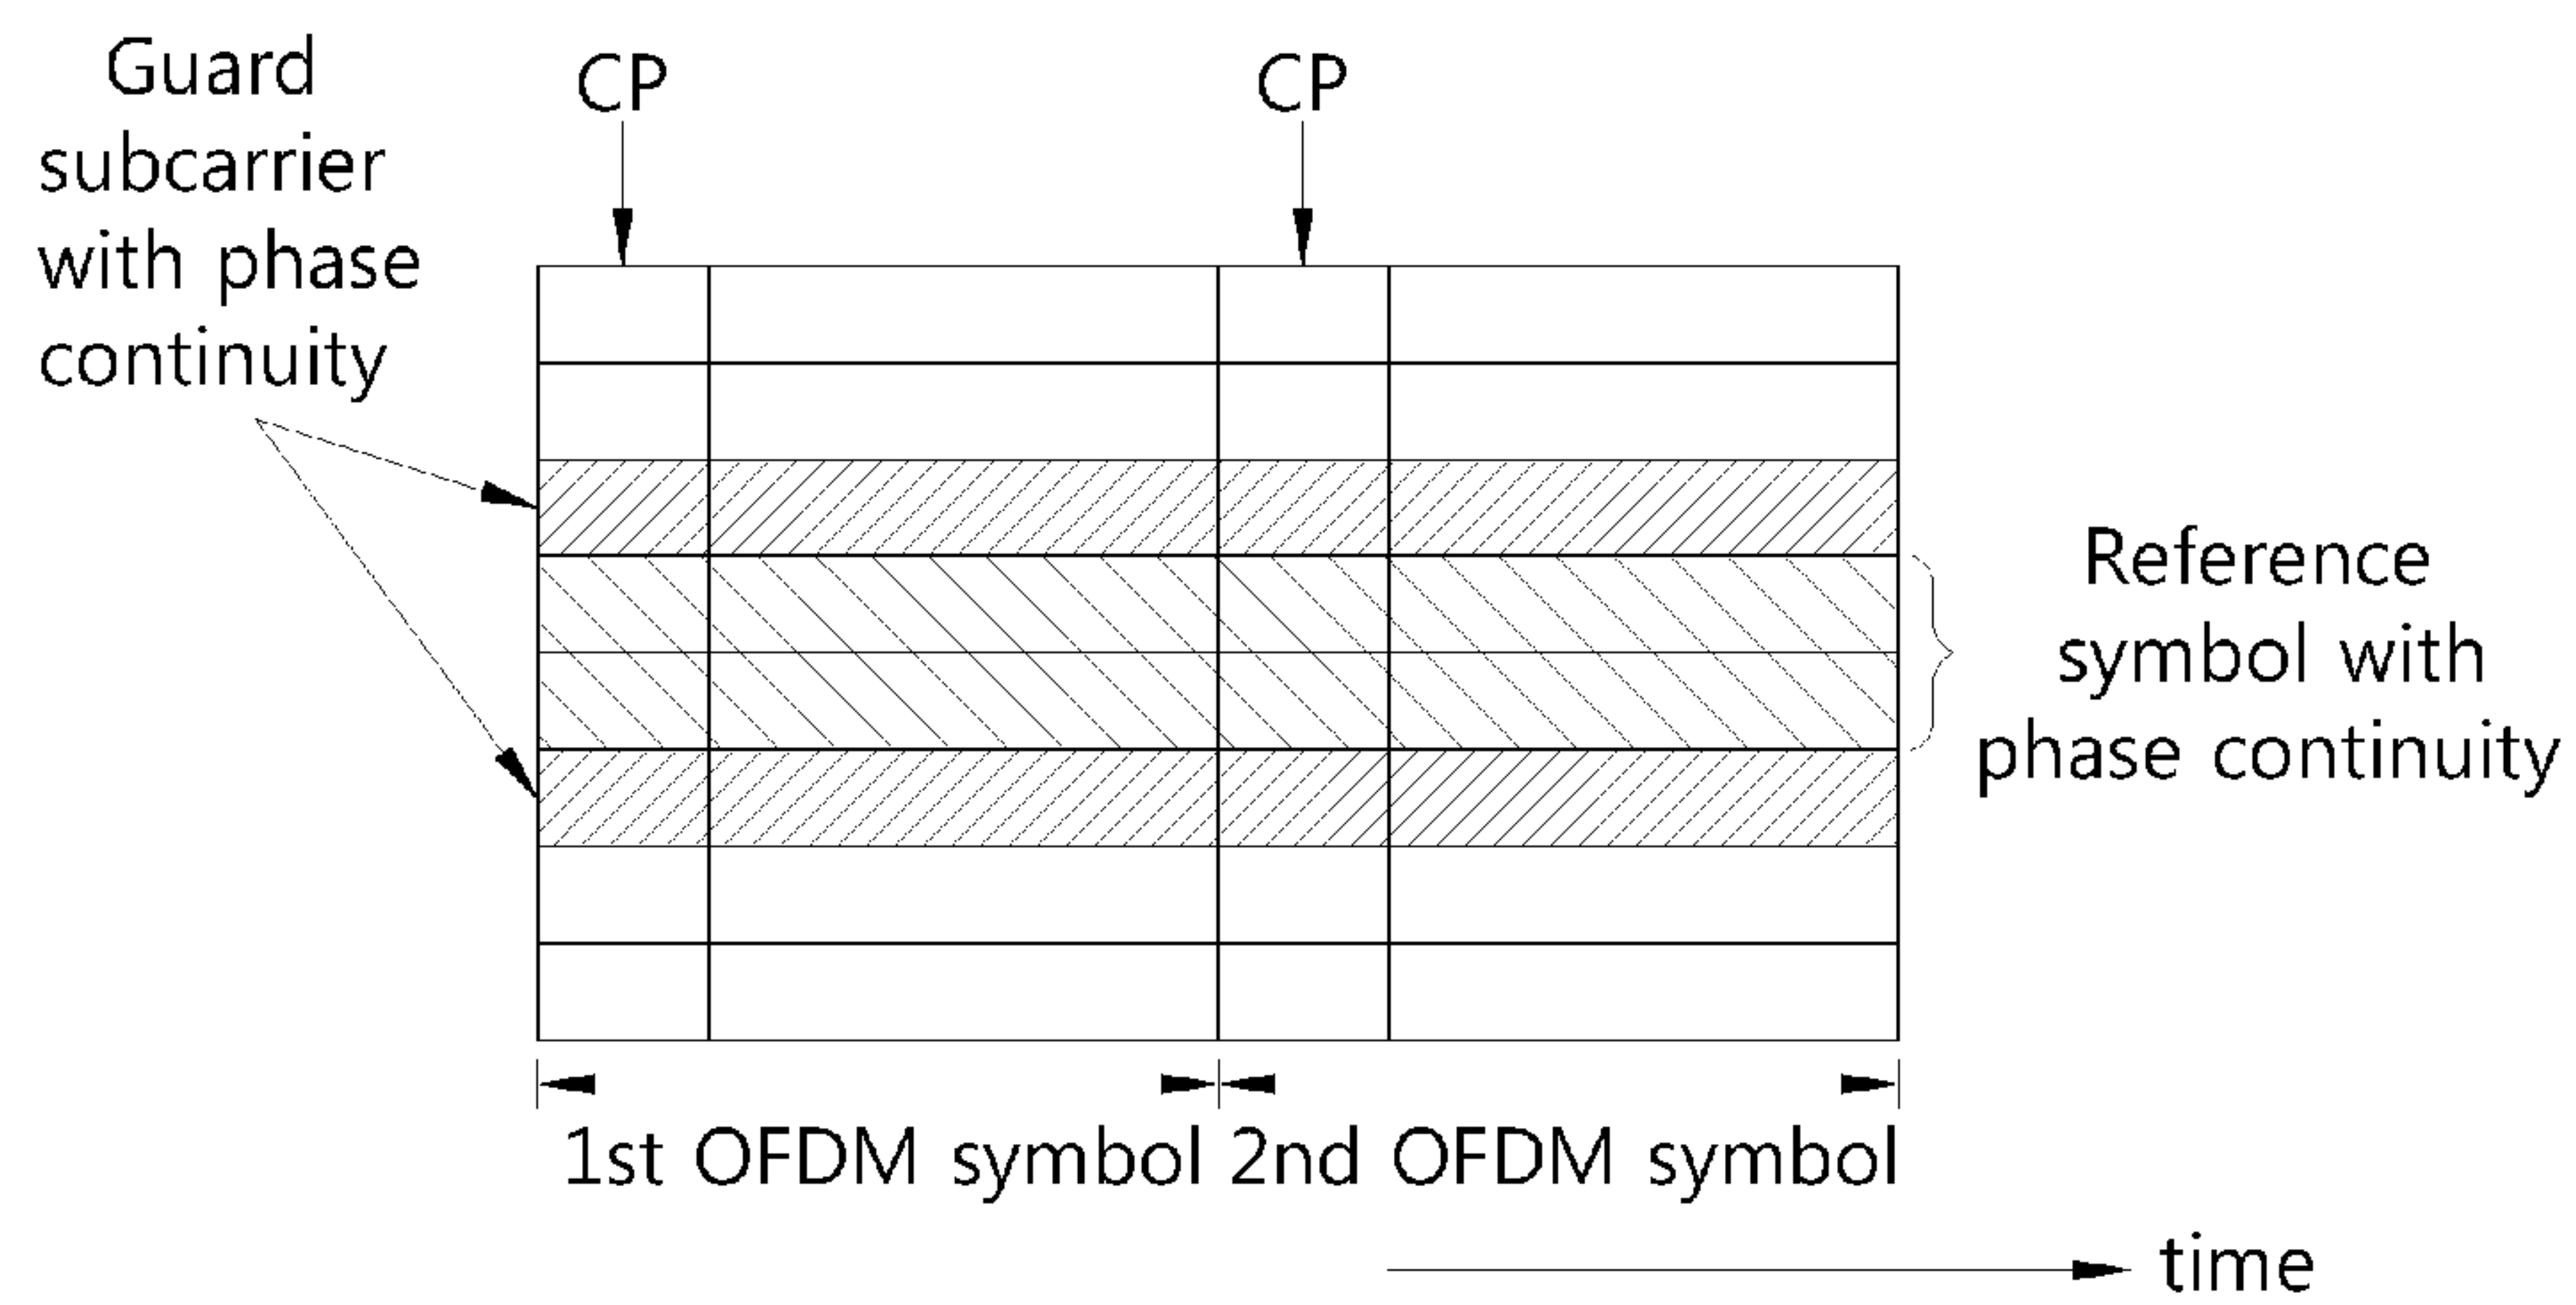 Guard
subcarrier
with phase
continuity
CP
CP
Reference
symbol with
phase continuity
1st OFDM symbol
2nd OFDM symbol
time